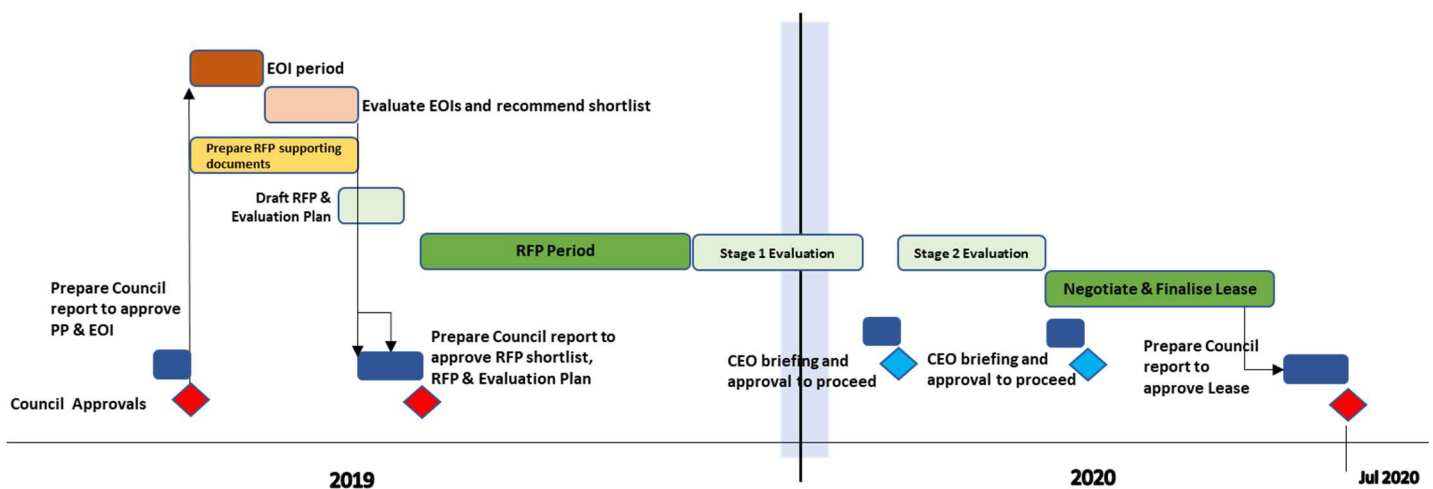 EOI period
Evaluate EOIs and recommend shortlist
Prepare RFP supporting
documents
Draft RFP &
Evaluation Plan
RFP Period
Stage 1 Evaluation
Stage 2 Evaluation
Negotiate & Finalise Lease
Prepare Council
report to approve
PP & EOI
Council Approvals
Prepare Council report to
approve RFP shortlist,
RFP & Evaluation Plan
CEO briefing and
approval to proceed
CEO briefing and
approval to proceed
Prepare Council
report to
approve Lease
2019
2020
Jul 2020